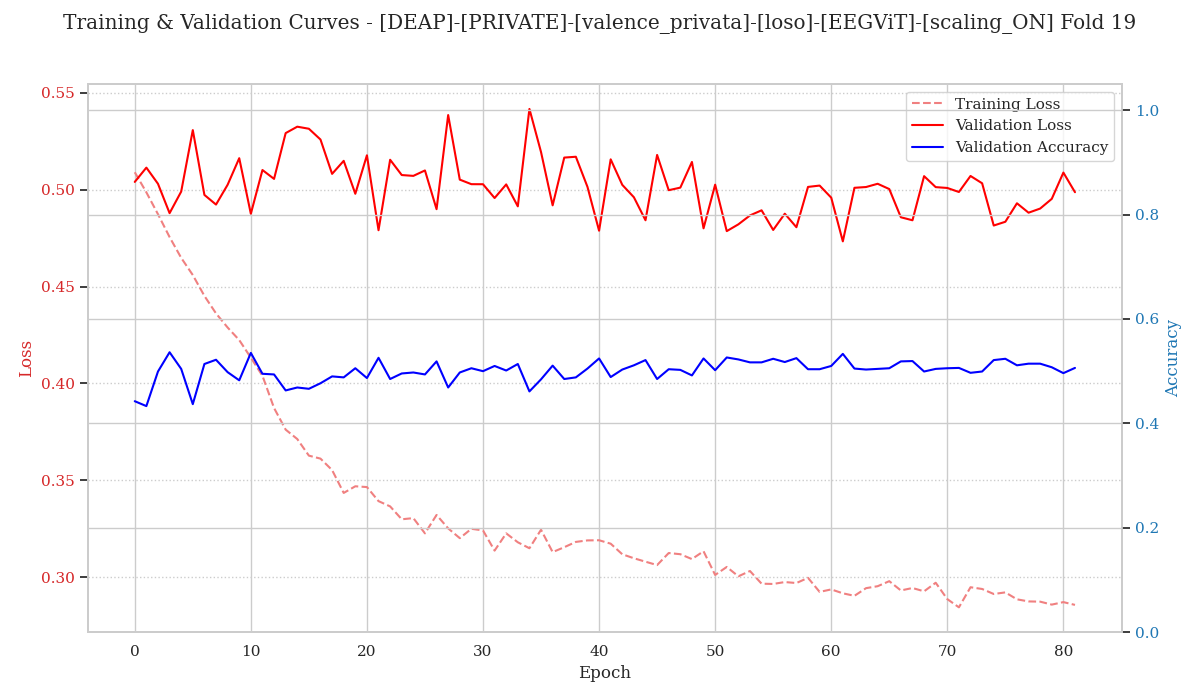 Training & Validation Curves - [DEAP]-[PRIVATE]-[valence_privata]-[loso]-[EEGViT]-[scaling_ON] Fold 19
Training Loss
Validation Loss
Validation Accuracy
Loss
0.55
0.50
0.45
0.40
0.35
0.30
Accuracy
1.0
0.8
0.6
0.4
0.2
0.0
0 10 20 30 40 50 60 70 80
Epoch